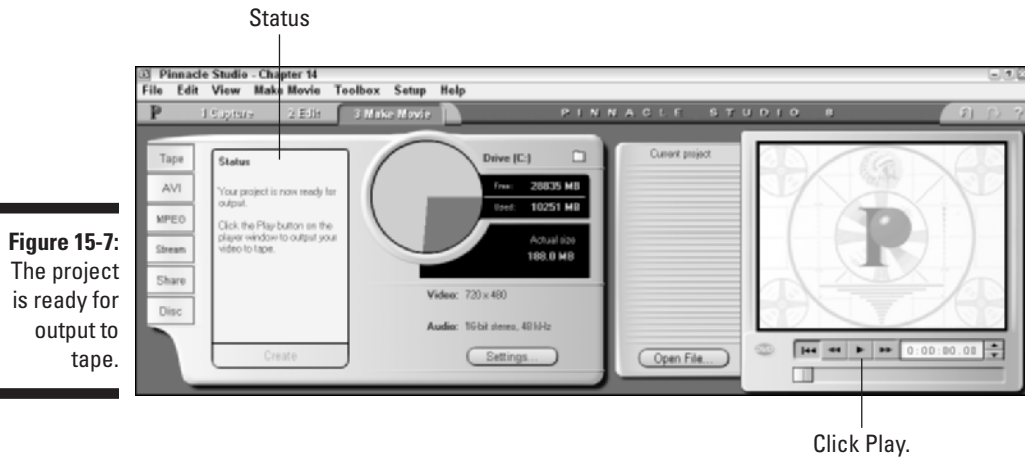 Status
Pinnacle Studio - Chapter 14
File Edit View Make Movie Toolbox Setup Help
P 1 Capture 2 Edit 3 Make Movie PINNACLE STUDIO 8 ?
Tape
AVI
MPEG
Stream
Share
Disc
Status
Your project is now ready for
output.
Click the Play button on the
player window to output your
video to tape.
Create
Drive (C:)
Free: 28835 MB
Used: 10251 MB
Actual size
188.0 MB
Video: 720 x 480
Audio: 16-bit stereo, 48 kHz
Settings...
Current project
Open File...
P
0:00:00.08
Click Play.
Figure 15-7:
The project
is ready for
output to
tape.